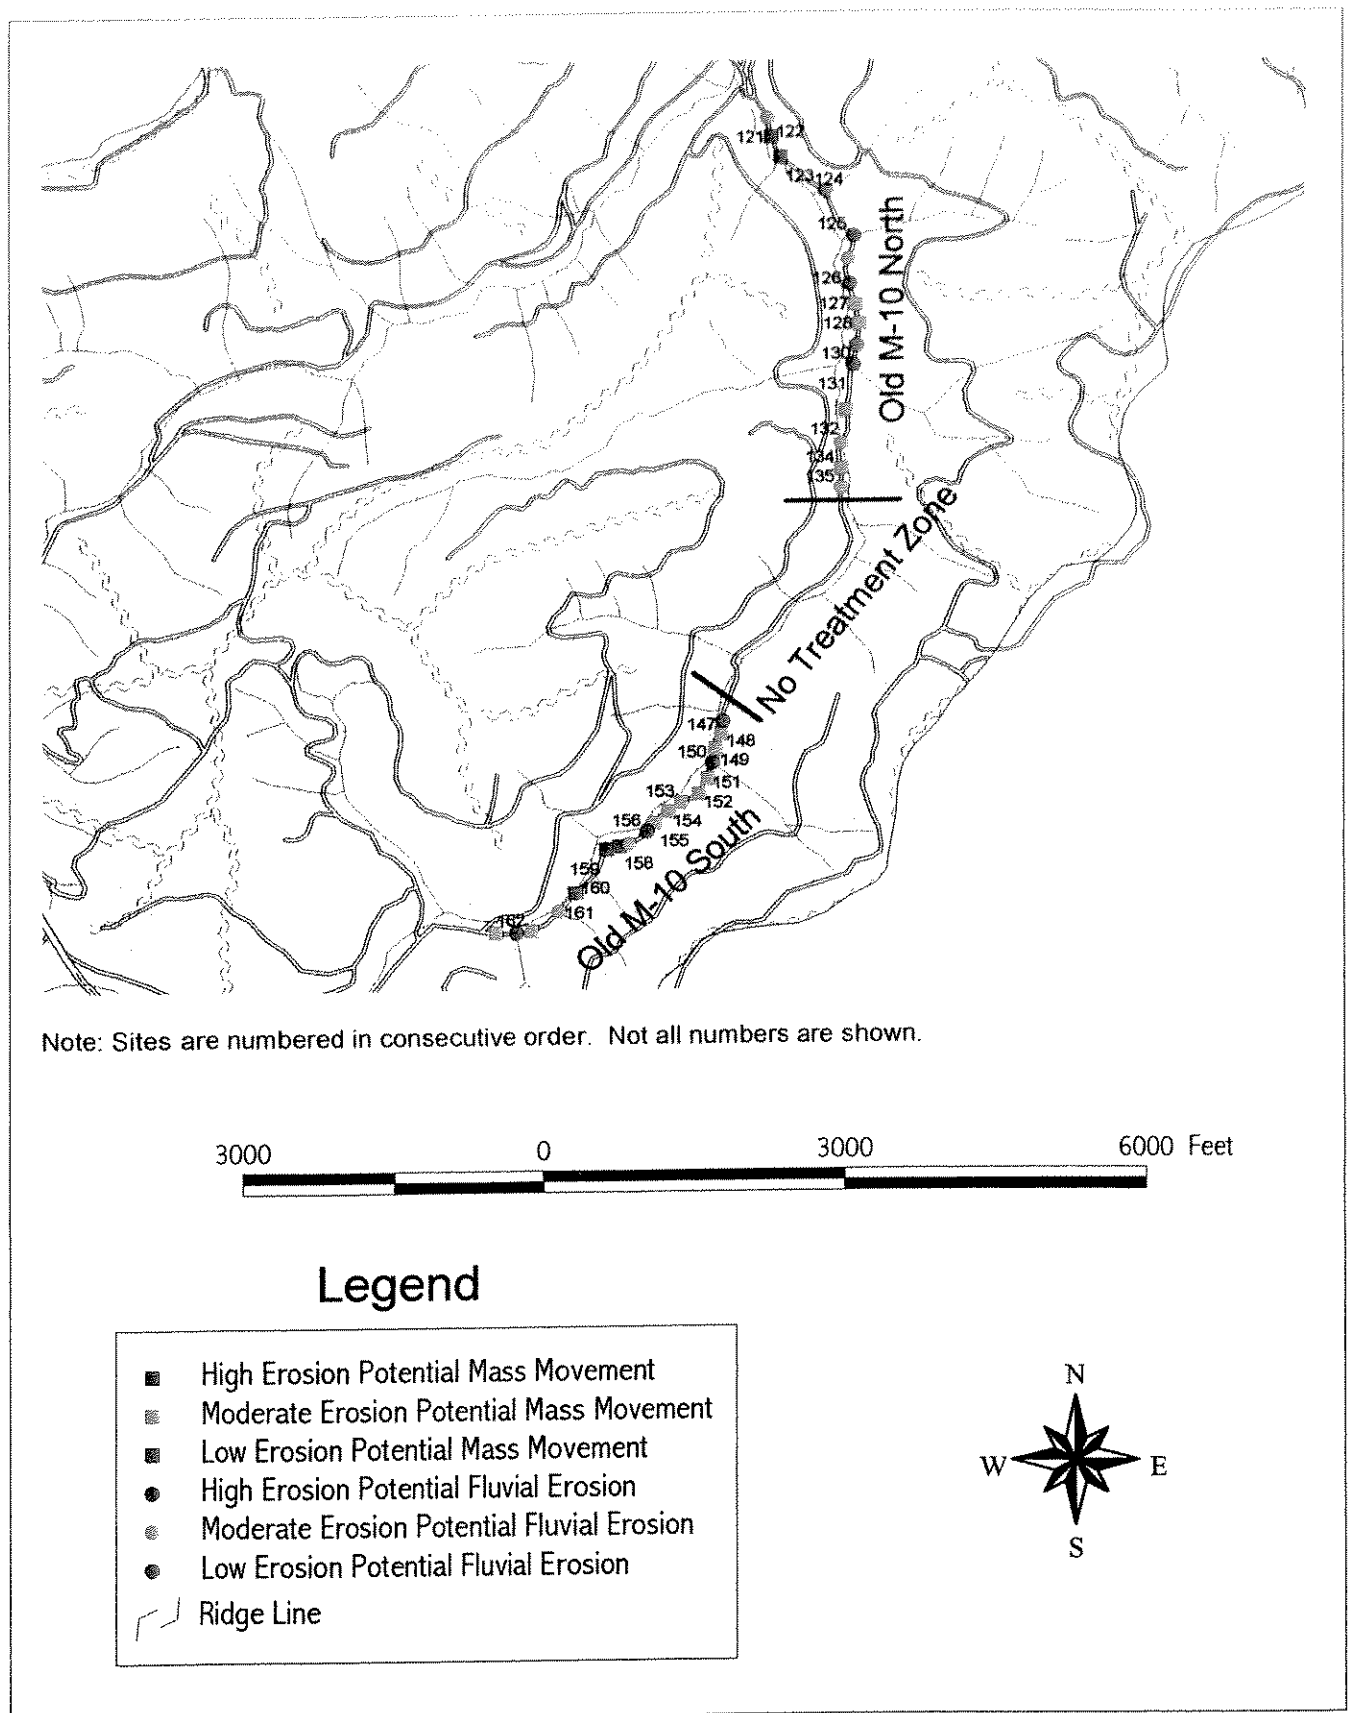 121
122
123
124
125
126
127
128
130
131
132
134
135
Old M-10 North
No Treatment Zone
147
148
150
149
151
153
152
154
156
155
158
159
160
161
162
Old M-10 South
Note: Sites are numbered in consecutive order. Not all numbers are shown.
3000 0 3000 6000 Feet
Legend
High Erosion Potential Mass Movement
Moderate Erosion Potential Mass Movement
Low Erosion Potential Mass Movement
High Erosion Potential Fluvial Erosion
Moderate Erosion Potential Fluvial Erosion
Low Erosion Potential Fluvial Erosion
Ridge Line
N
W E
S